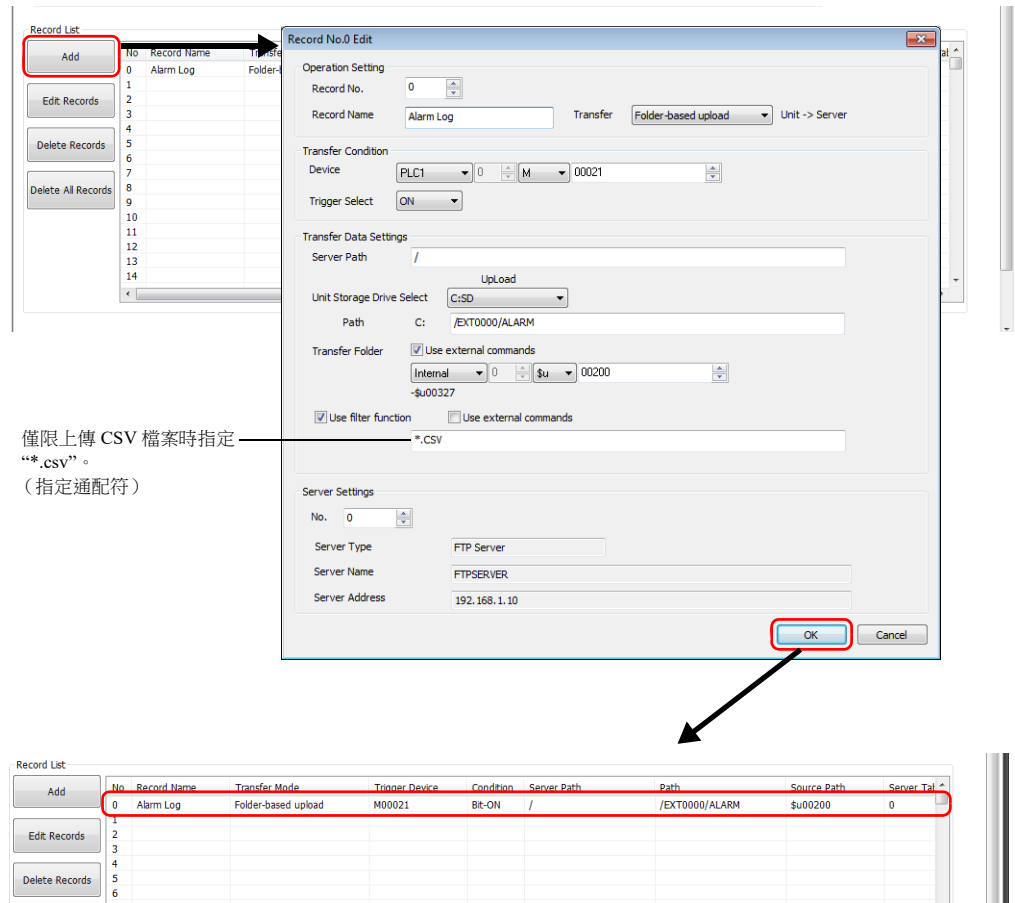 Record List
Add
Edit Records
Delete Records
Delete All Records
No Record Name
0 Alarm Log
1
2
3
4
5
6
7
8
9
10
11
12
13
14
Record No.0 Edit
Operation Setting
Record No. 0
Record Name Alarm Log Transfer Folder-based upload Unit -> Server
Transfer Condition
Device PLC1 0 M 00021
Trigger Select ON
Transfer Data Settings
Server Path /
UpLoad
Unit Storage Drive Select C:SD
Path C: /EXT0000/ALARM
Transfer Folder Use external commands
Internal 0 $u 00200
-$u00327
Use filter function Use external commands
*.CSV
僅限上傳 CSV 檔案時指定
“*.csv”。
（指定通配符）
Server Settings
No. 0
Server Type FTP Server
Server Name FTPSERVER
Server Address 192.168.1.10
OK Cancel
Record List
Add
Edit Records
Delete Records
No Record Name Transfer Mode Trigger Device Condition Server Path Path Source Path Server Tal
0 Alarm Log Folder-based upload M00021 Bit-ON / /EXT0000/ALARM $u00200 0
1
2
3
4
5
6